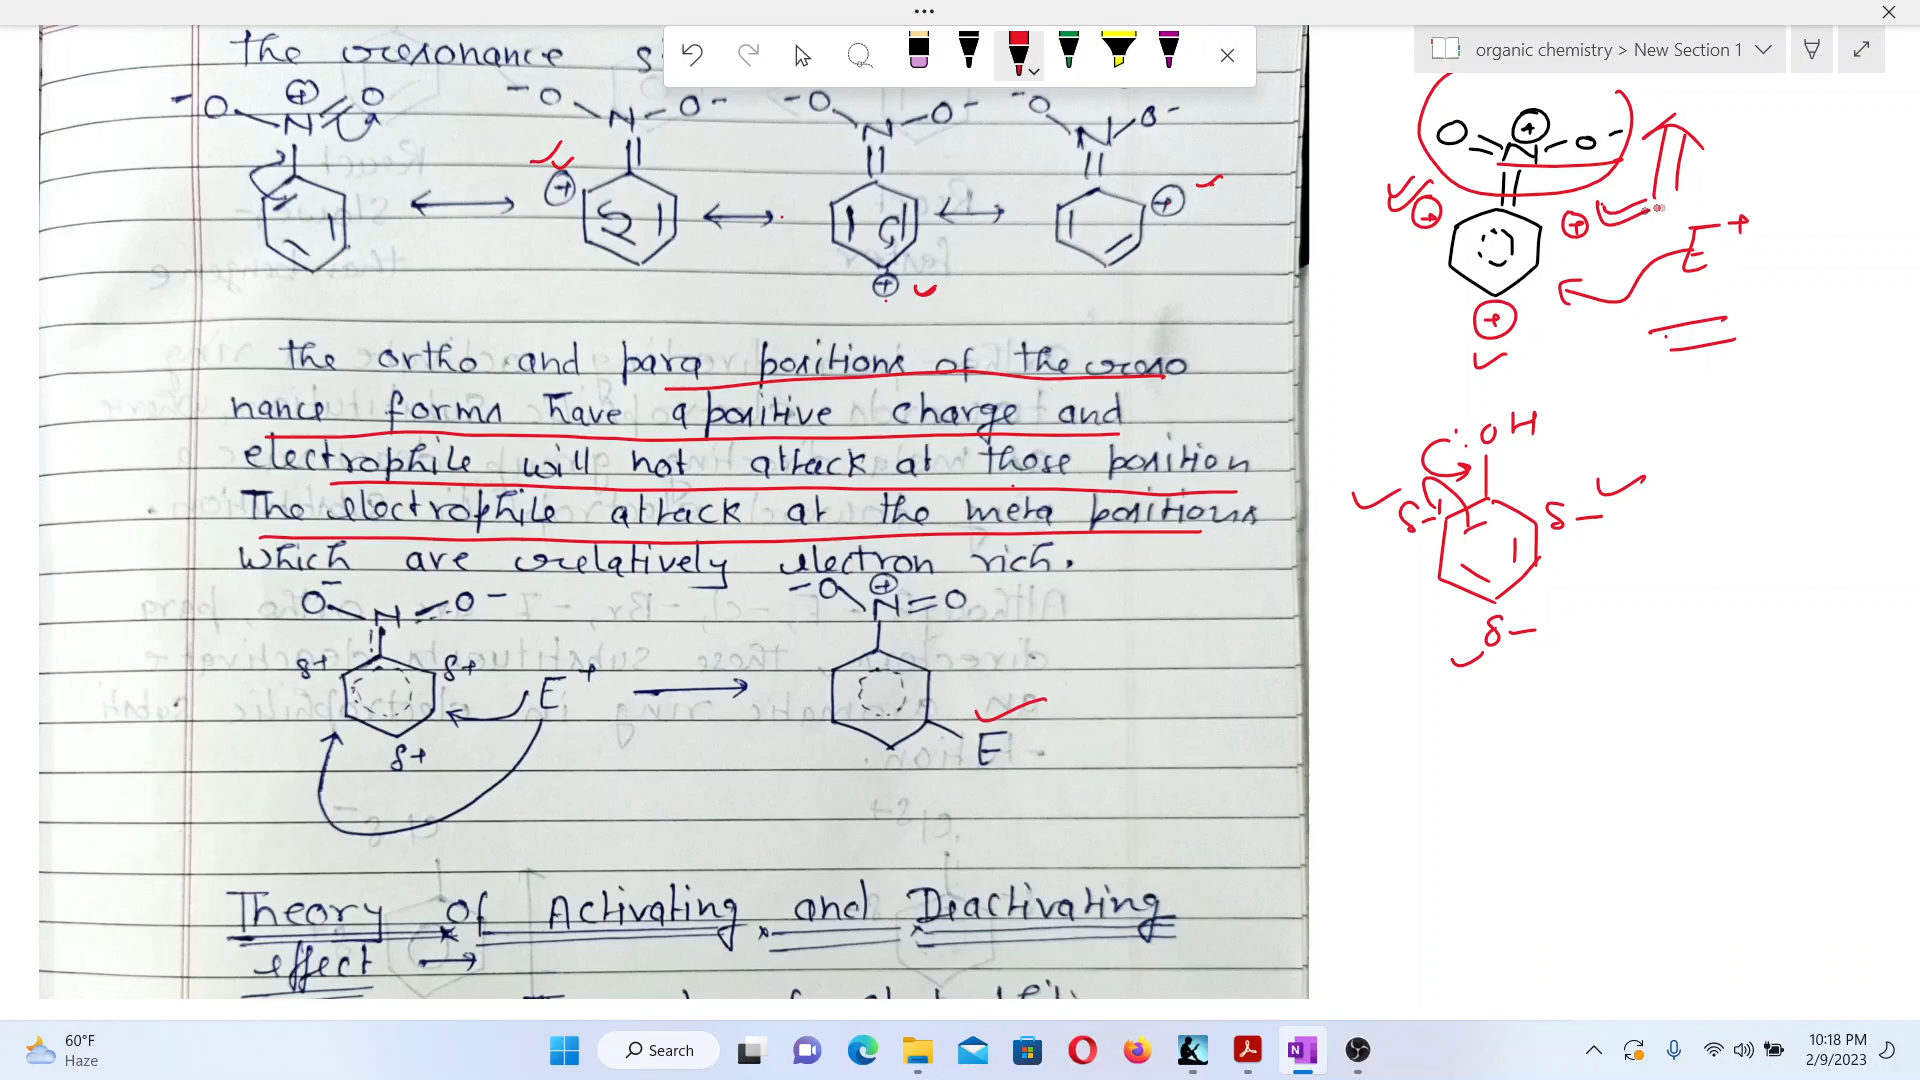 organic chemistry > New Section 1
the resonance s
- O ⊕ N O
- O N O -
- O N - O -
- O N O -
⊕
⊕
⊕
O ⊕ N - O -
⊕ ⊕
E +
⊕
the ortho and para positions of the reso
nance forms have a positive charge and
electrophile will not attack at those position
The electrophile attack at the meta positions
which are relatively electron rich.
: O H
δ - δ -
δ -
- O N = O -
- O ⊕ N = O
δ+ δ+ E +
δ+
E
Theory of Activating and Deactivating
effect →
60°F
Haze
Search
10:18 PM
2/9/2023